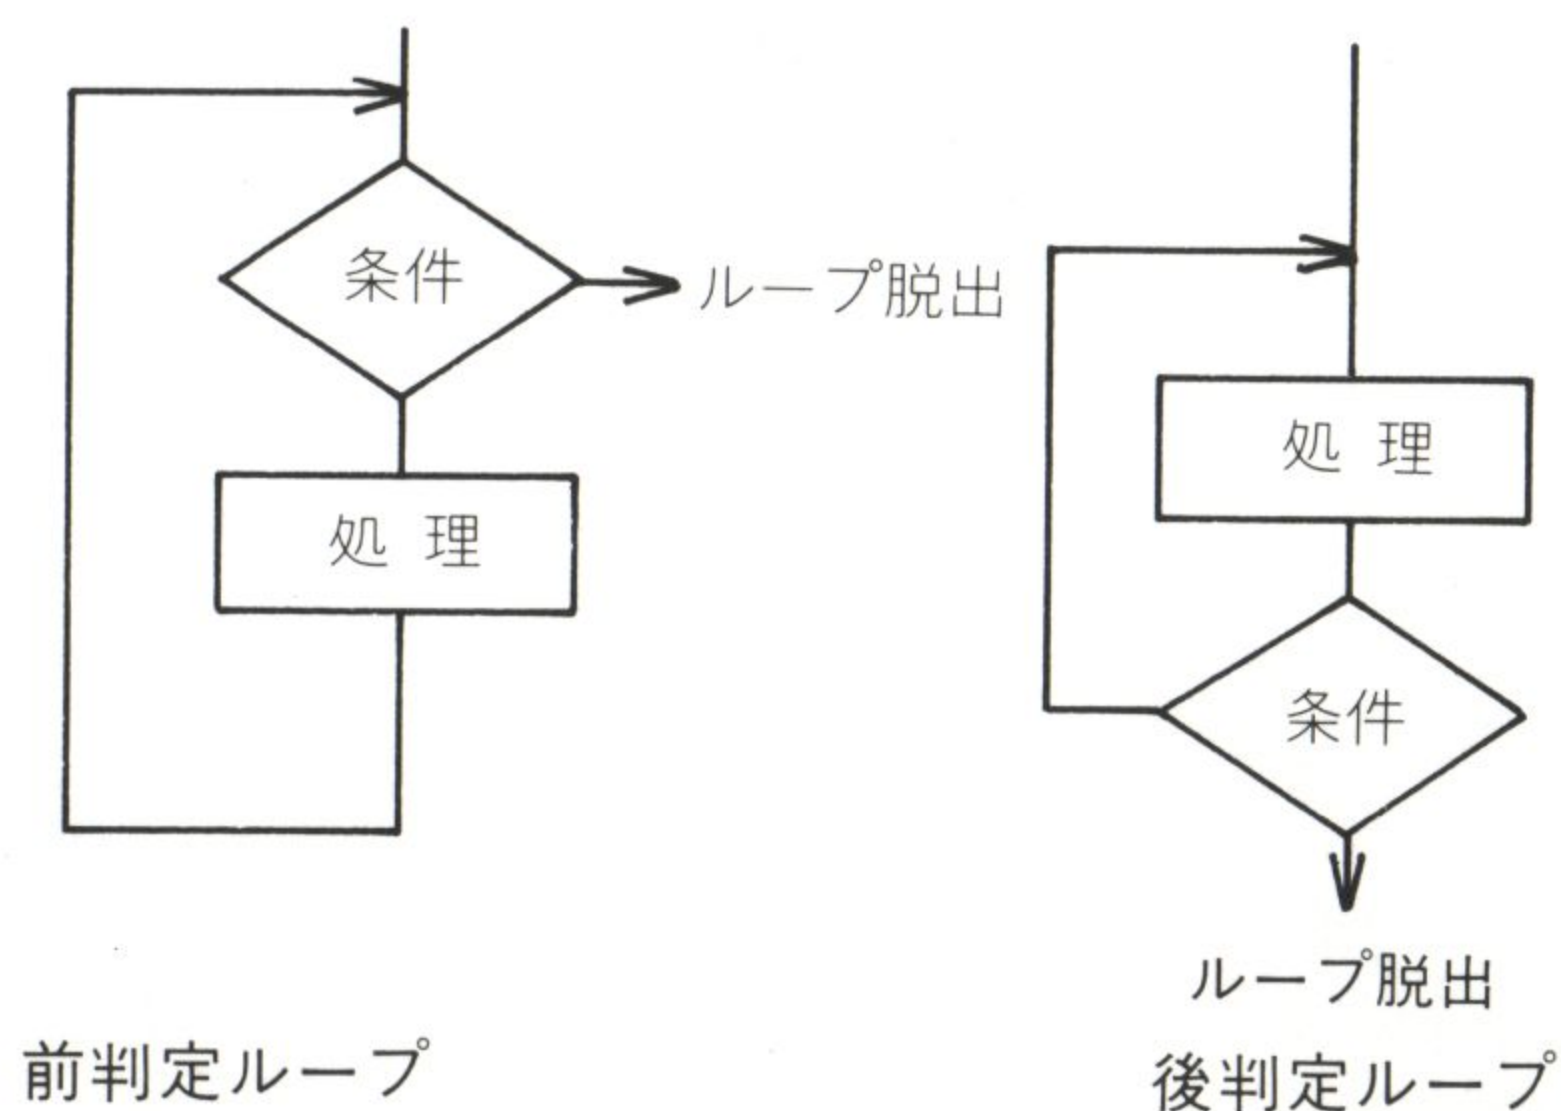 条件
ループ脱出
処 理
前判定ループ
処 理
条件
ループ脱出
後判定ループ